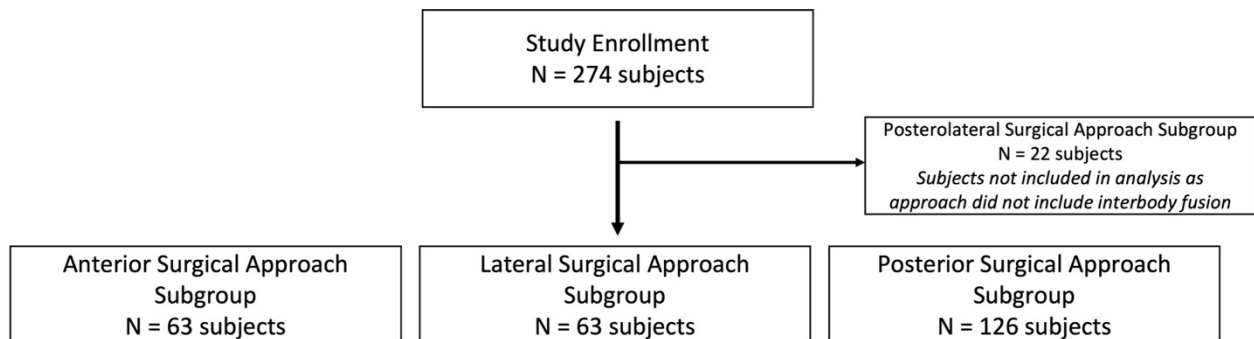 Study Enrollment
N = 274 subjects
Posterolateral Surgical Approach Subgroup
N = 22 subjects
Subjects not included in analysis as
approach did not include interbody fusion
Anterior Surgical Approach
Subgroup
N = 63 subjects
Lateral Surgical Approach
Subgroup
N = 63 subjects
Posterior Surgical Approach
Subgroup
N = 126 subjects